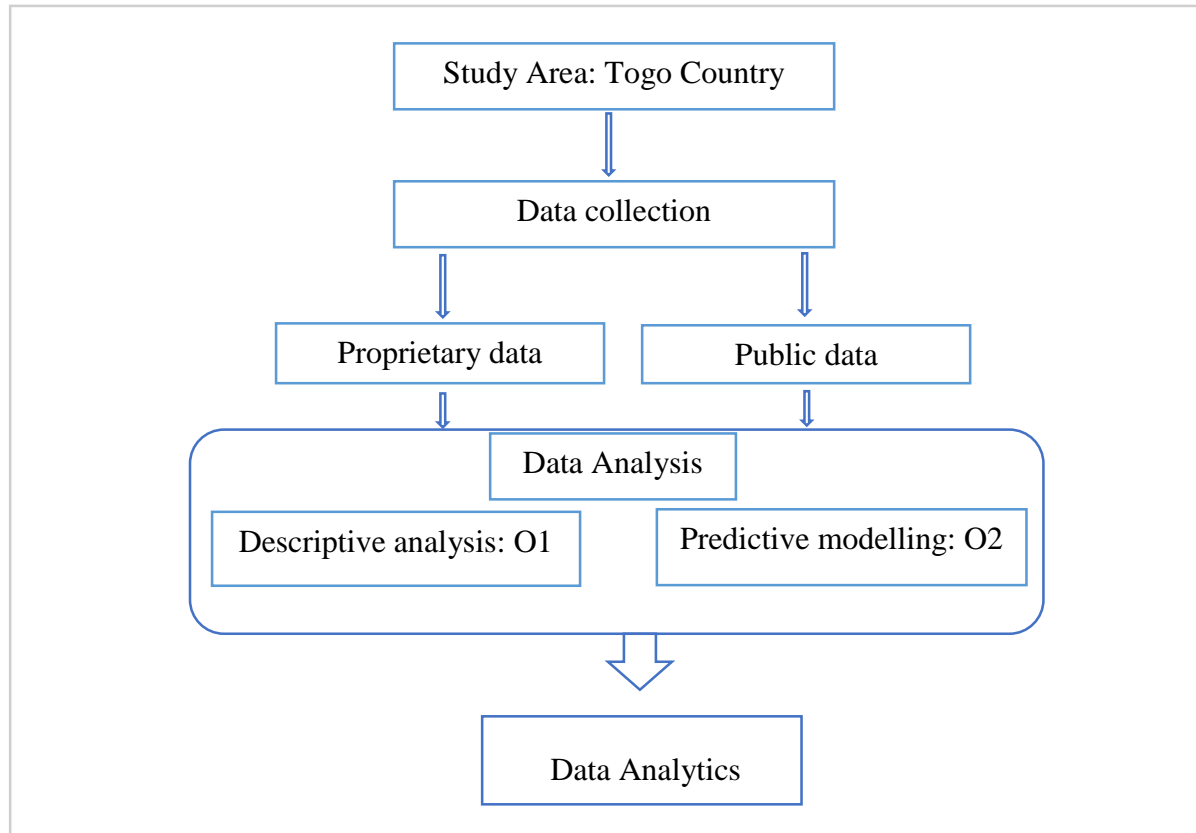 Study Area: Togo Country
Data collection
Proprietary data
Public data
Data Analysis
Descriptive analysis: O1
Predictive modelling: O2
Data Analytics